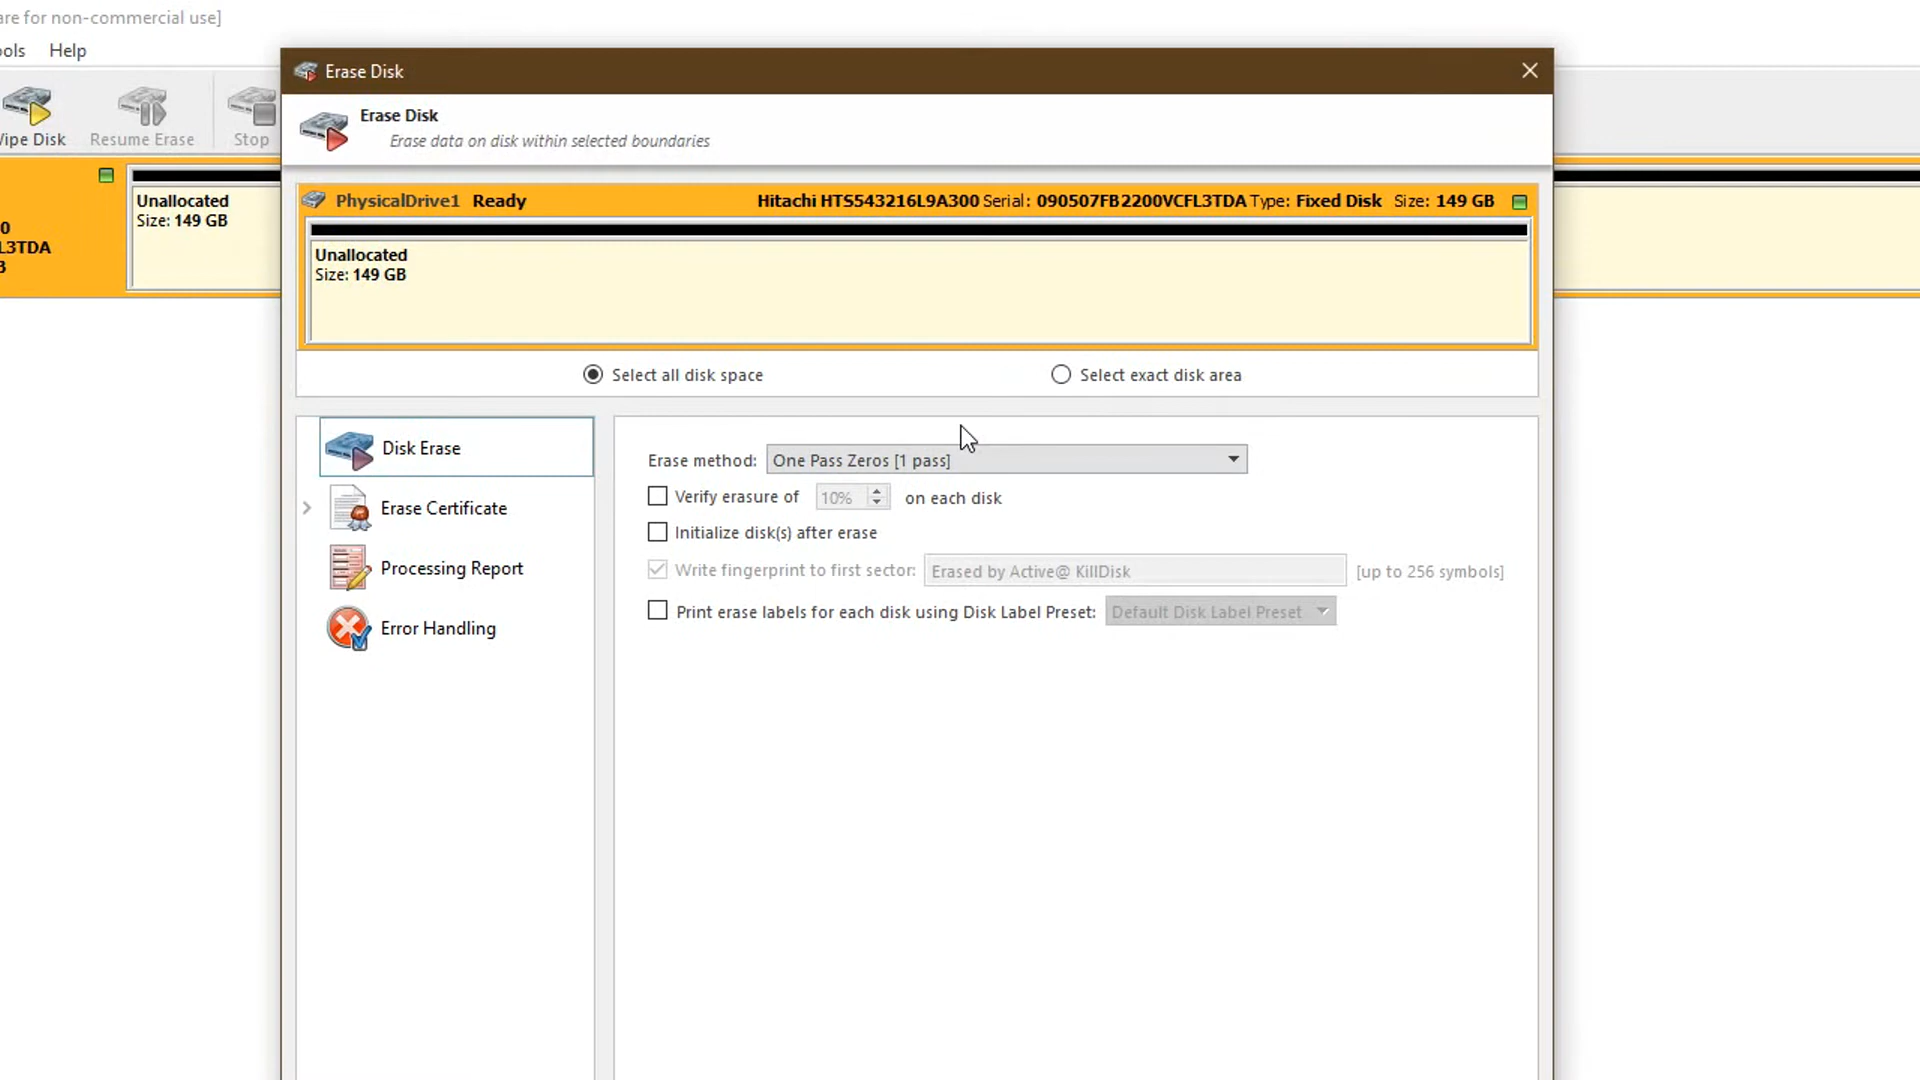 are for non-commercial use]
ools Help
Wipe Disk Resume Erase Stop
Erase Disk
Erase Disk
Erase data on disk within selected boundaries
PhysicalDrive1 Ready Hitachi HTS543216L9A300 Serial: 090507FB2200VCFL3TDA Type: Fixed Disk Size: 149 GB
Unallocated
Size: 149 GB
0
L3TDA
B
Unallocated
Size: 149 GB
Select all disk space Select exact disk area
Disk Erase
Erase Certificate
Processing Report
Error Handling
Erase method: One Pass Zeros [1 pass]
Verify erasure of 10% on each disk
Initialize disk(s) after erase
Write fingerprint to first sector: Erased by Active@ KillDisk [up to 256 symbols]
Print erase labels for each disk using Disk Label Preset: Default Disk Label Preset